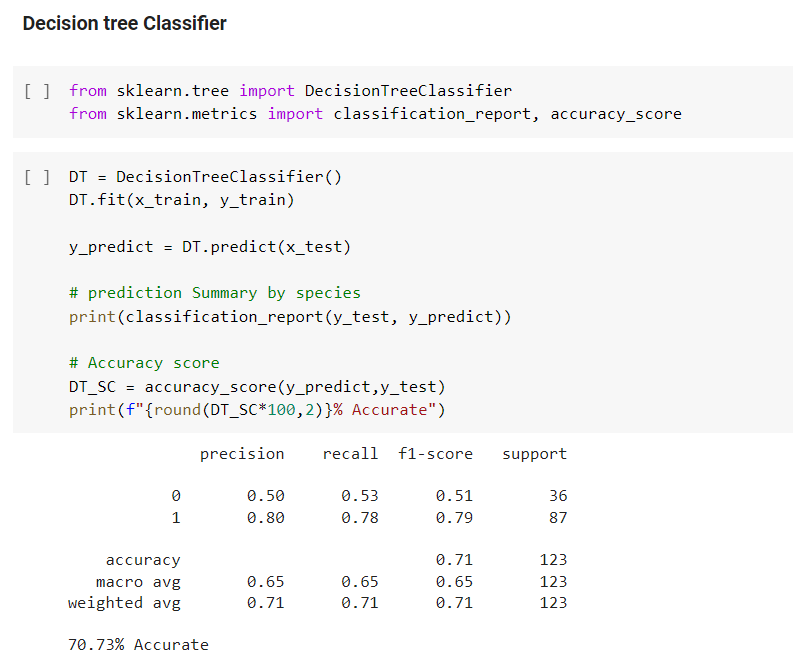 Decision tree Classifier
[ ] from sklearn.tree import DecisionTreeClassifier
from sklearn.metrics import classification_report, accuracy_score
[ ] DT = DecisionTreeClassifier()
DT.fit(x_train, y_train)
y_predict = DT.predict(x_test)
# prediction Summary by species
print(classification_report(y_test, y_predict))
# Accuracy score
DT_SC = accuracy_score(y_predict,y_test)
print(f"{round(DT_SC*100,2)}% Accurate")
precision recall f1-score support
0 0.50 0.53 0.51 36
1 0.80 0.78 0.79 87
accuracy 0.71 123
macro avg 0.65 0.65 0.65 123
weighted avg 0.71 0.71 0.71 123
70.73% Accurate